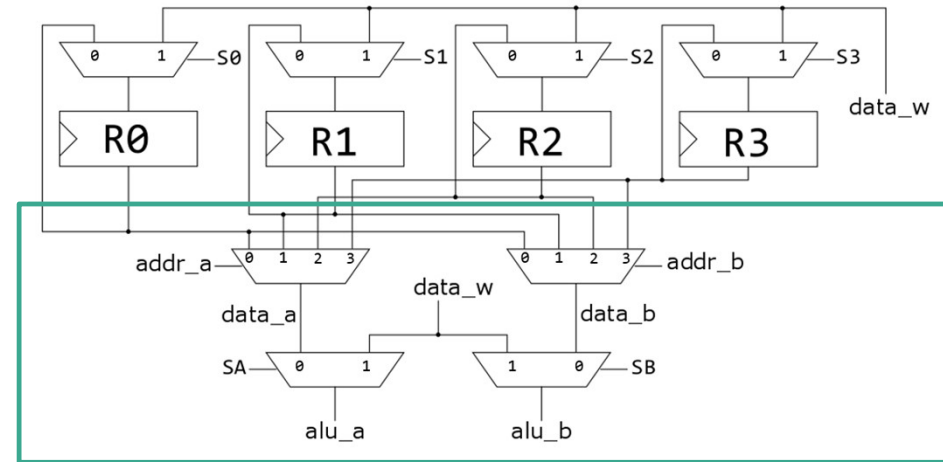 0 1 S0 0 1 S1 0 1 S2 0 1 S3
data_w
R0 R1 R2 R3
addr_a 0 1 2 3 0 1 2 3 addr_b
data_w
data_a data_b
SA 0 1 1 0 SB
alu_a alu_b